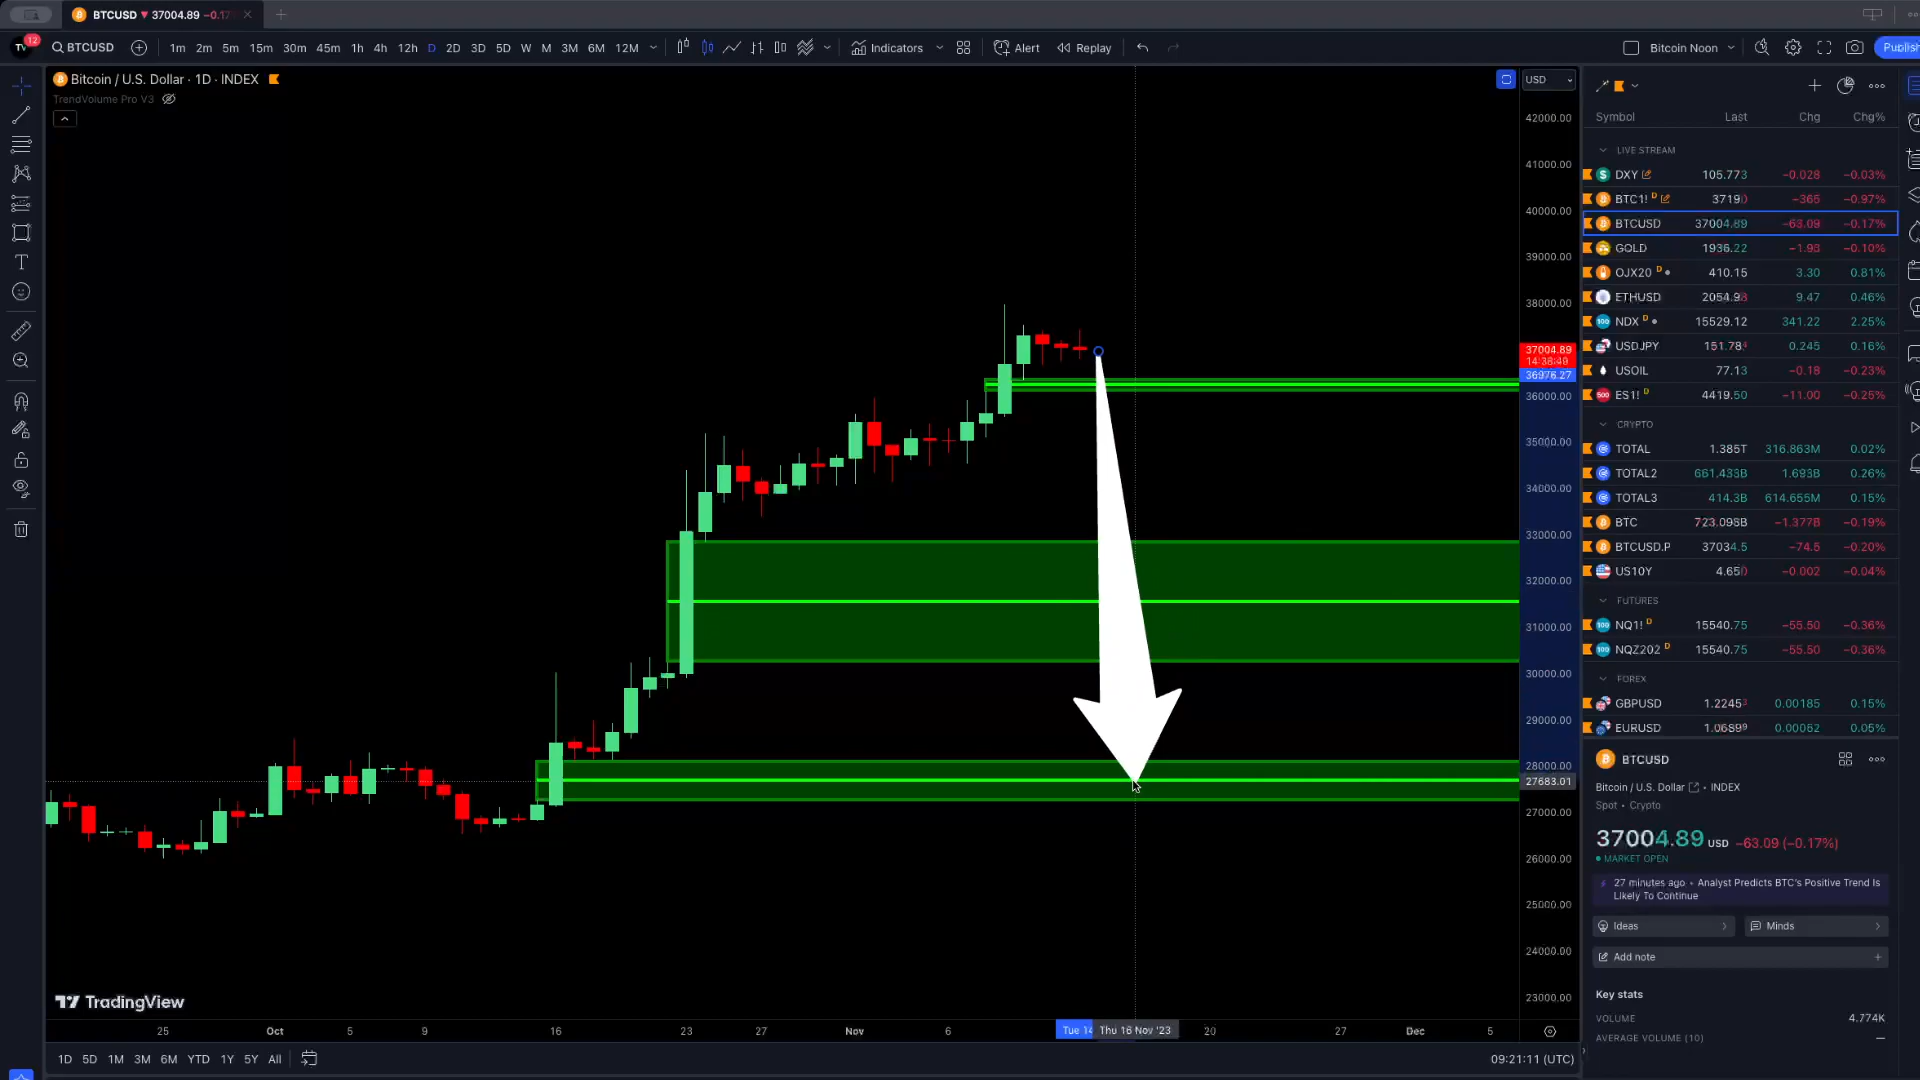 BTCUSD ▼ 37004.89 −0.17
12
BTCUSD
1m 2m 5m 15m 30m 45m 1h 4h 12h D 2D 3D 5D W M 3M 6M 12M
Indicators
Alert
Replay
Bitcoin Noon
Publish
Bitcoin / U.S. Dollar · 1D · INDEX
TrendVolume Pro V3
USD
42000.00
41000.00
40000.00
39000.00
38000.00
37004.89
14:38:49
36976.27
36000.00
35000.00
34000.00
33000.00
32000.00
31000.00
30000.00
29000.00
28000.00
27683.01
27000.00
26000.00
25000.00
24000.00
23000.00
TradingView
25 Oct 5 9 16 23 27 Nov 6 Tue 14 Thu 16 Nov '23 20 27 Dec 5
1D 5D 1M 3M 6M YTD 1Y 5Y All
09:21:11 (UTC)
Symbol Last Chg Chg%
LIVE STREAM
DXY 105.773 −0.028 −0.03%
BTC1! D 3719 −365 −0.97%
BTCUSD 37004.89 −63.09 −0.17%
GOLD 1936.22 −1.93 −0.10%
OJX20 D 410.15 3.30 0.81%
ETHUSD 2054.98 9.47 0.46%
NDX D 15529.12 341.22 2.25%
USDJPY 151.78 0.245 0.16%
USOIL 77.13 −0.18 −0.23%
ES1! D 4419.50 −11.00 −0.25%
CRYPTO
TOTAL 1.385T 316.863M 0.02%
TOTAL2 661.433B 1.693B 0.26%
TOTAL3 414.3B 614.655M 0.15%
BTC 723.098B −1.377B −0.19%
BTCUSD.P 37034.5 −74.5 −0.20%
US10Y 4.65 −0.002 −0.04%
FUTURES
NQ1! D 15540.75 −55.50 −0.36%
NQZ202 D 15540.75 −55.50 −0.36%
FOREX
GBPUSD 1.2245 0.00185 0.15%
EURUSD 0.00052 0.05%
BTCUSD
Bitcoin / U.S. Dollar • INDEX
Spot • Crypto
37004.89 USD −63.09 (−0.17%)
MARKET OPEN
27 minutes ago • Analyst Predicts BTC's Positive Trend Is
Likely To Continue
Ideas
Minds
Add note
Key stats
VOLUME 4.774K
AVERAGE VOLUME (10) —